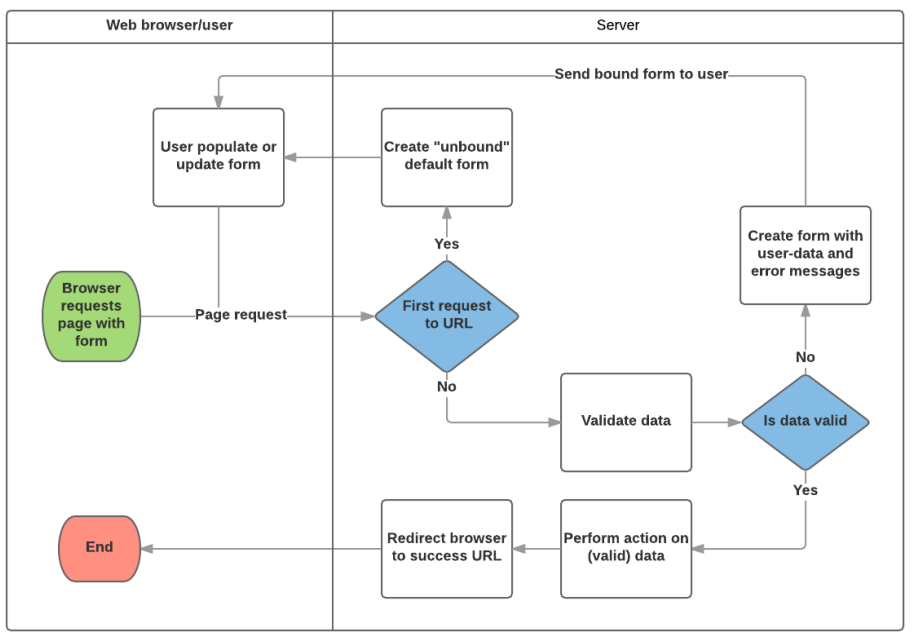 Web browser/user
Server
Send bound form to user
User populate or
update form
Create "unbound"
default form
Yes
Create form with
user-data and
error messages
Browser
requests
page with
form
Page request
First request
to URL
No
No
Validate data
Is data valid
Yes
End
Redirect browser
to success URL
Perform action on
(valid) data